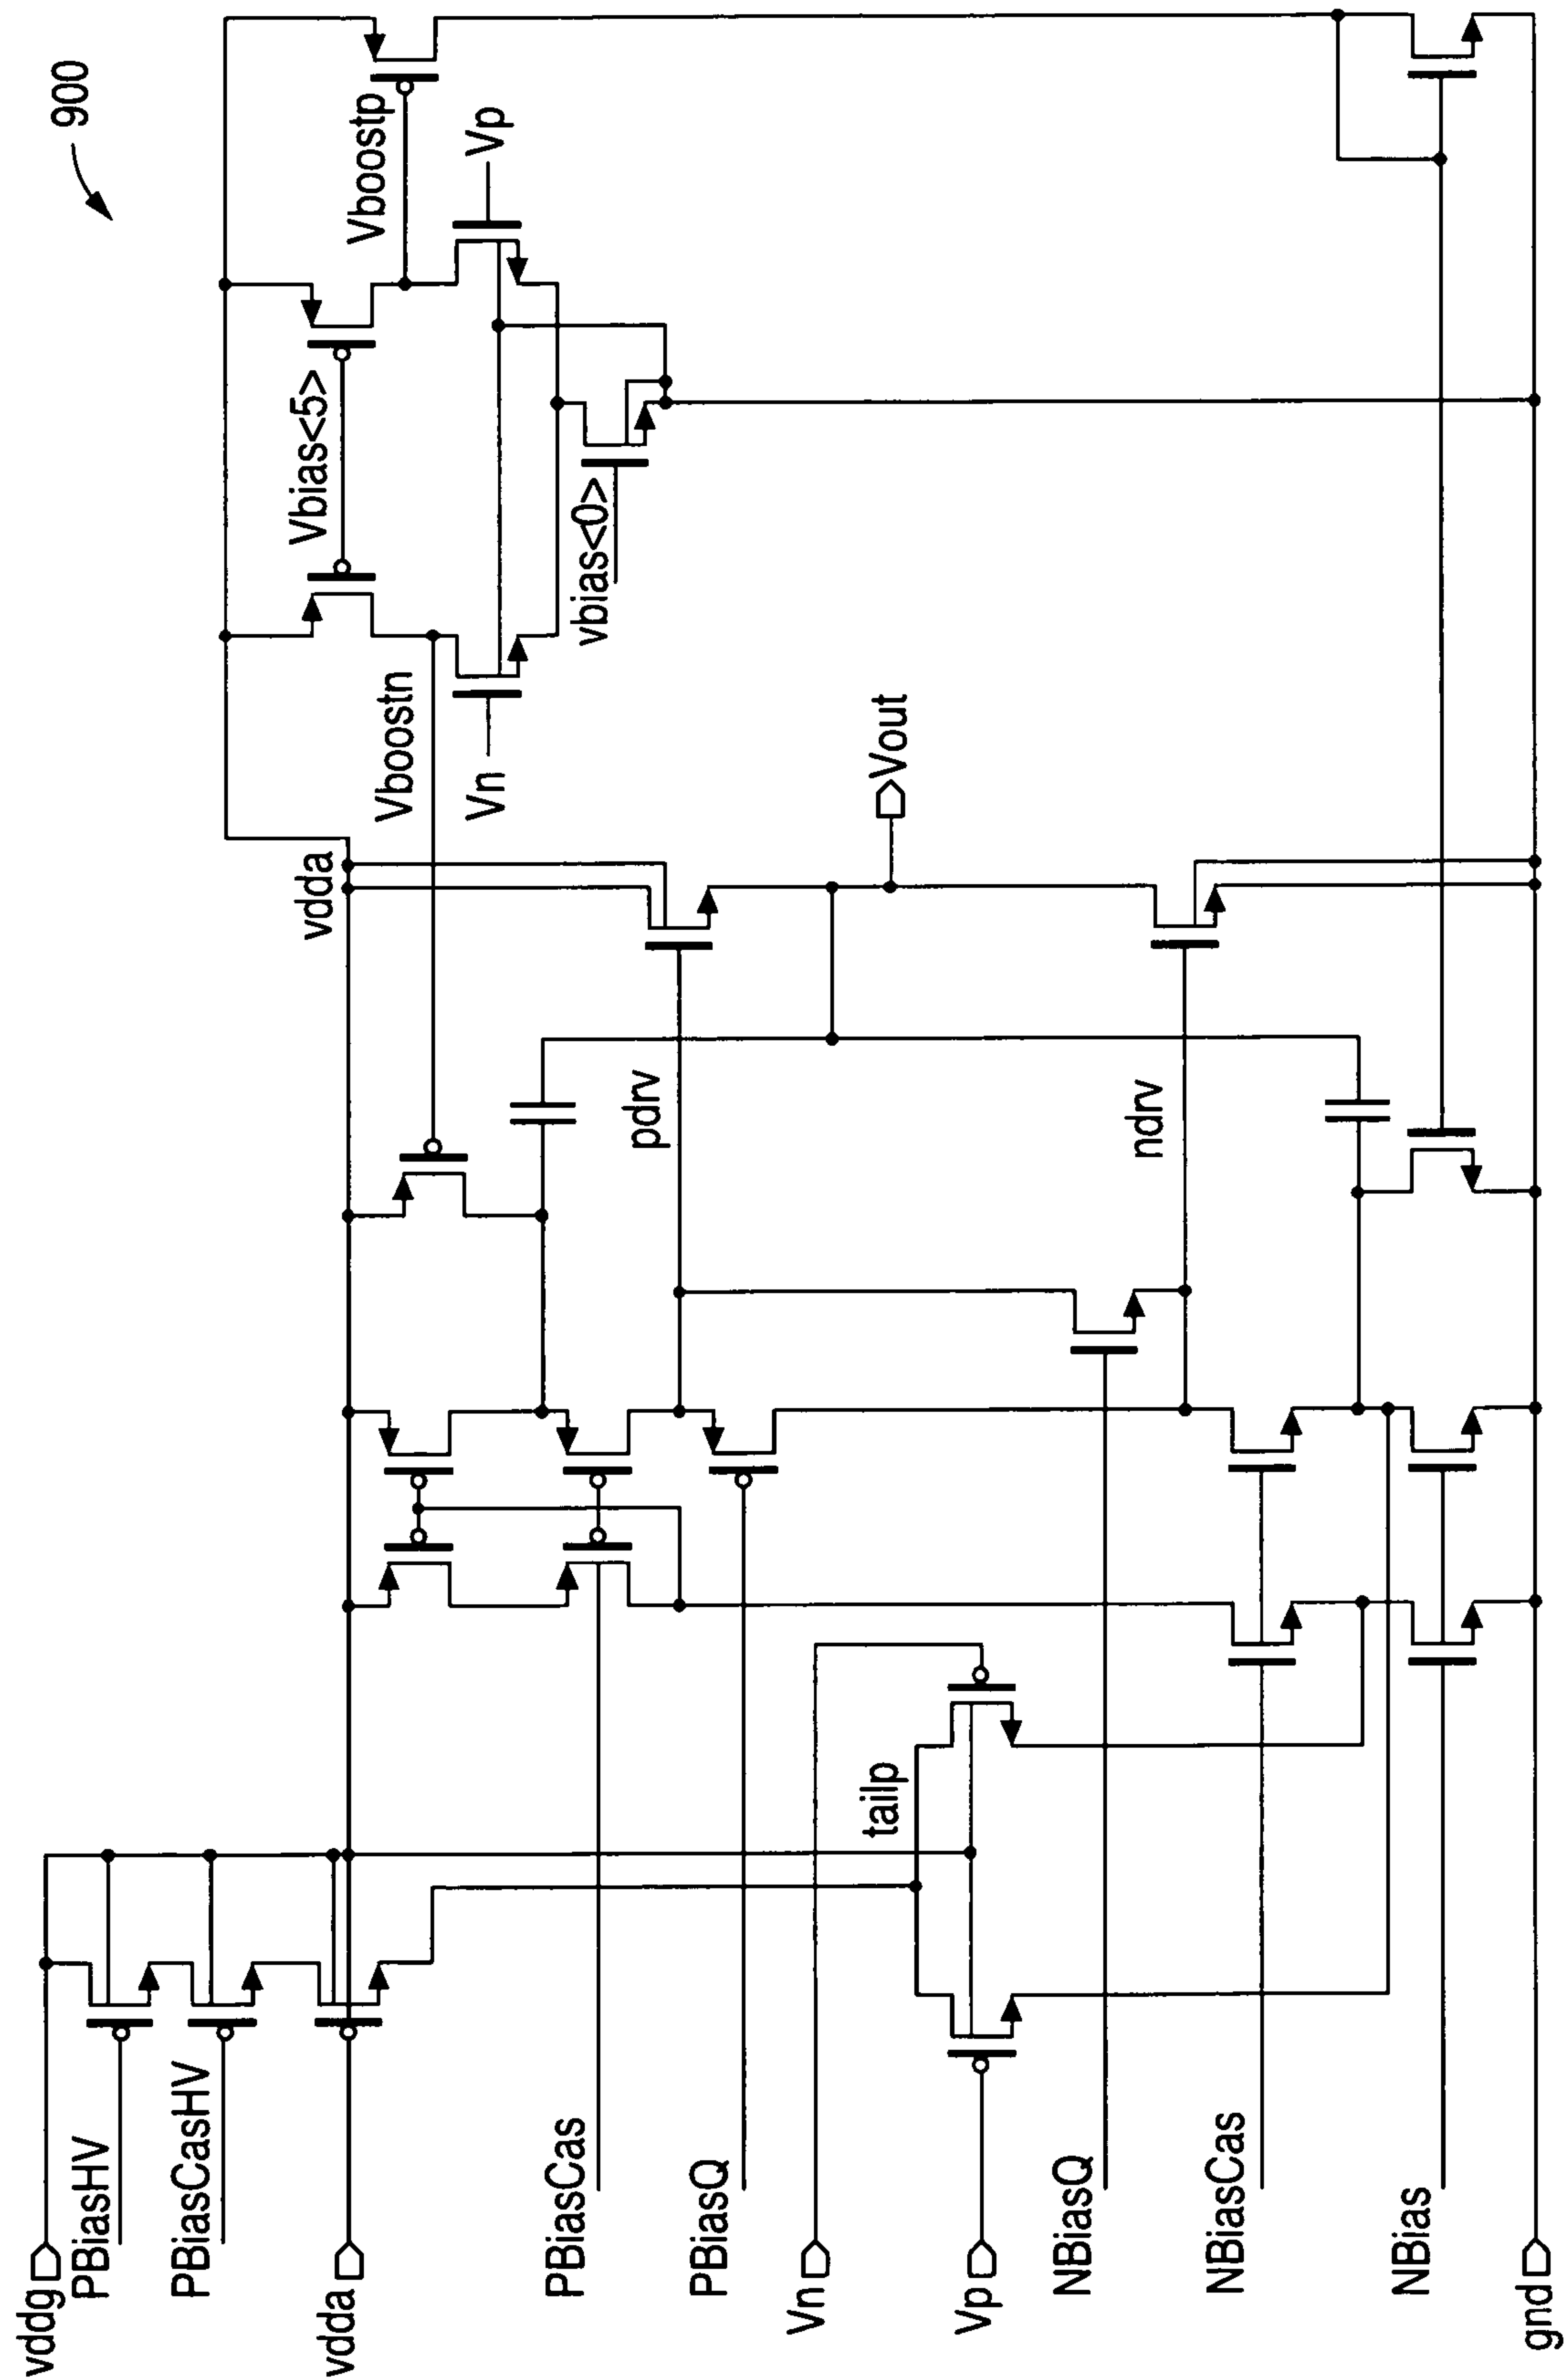 900
vddg
PBiasHV
PBiasCasHV
vdda
PBiasCas
PBiasQ
Vn
Vp
NBiasQ
NBiasCas
NBias
gnd
tailp
pdrv
ndrv
vdda
Vout
Vboostn
Vn
Vbias<5>
vbias<0>
Vboostp
Vp